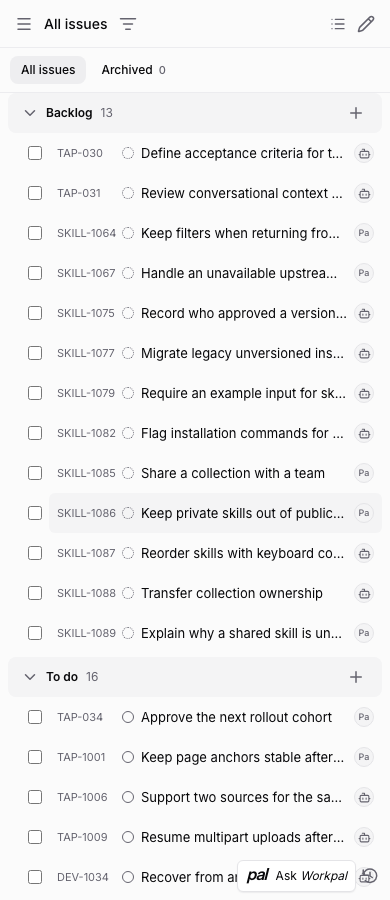 All issues
All issues
Archived 0
Backlog 13
TAP-030 Define acceptance criteria for t...
TAP-031 Review conversational context ...
SKILL-1064 Keep filters when returning fro... Pa
SKILL-1067 Handle an unavailable upstrea... Pa
SKILL-1075 Record who approved a version...
SKILL-1077 Migrate legacy unversioned ins...
SKILL-1079 Require an example input for sk...
SKILL-1082 Flag installation commands for ...
SKILL-1085 Share a collection with a team Pa
SKILL-1086 Keep private skills out of public... Pa
SKILL-1087 Reorder skills with keyboard co...
SKILL-1088 Transfer collection ownership
SKILL-1089 Explain why a shared skill is un... Pa
To do 16
TAP-034 Approve the next rollout cohort Pa
TAP-1001 Keep page anchors stable after... Pa
TAP-1006 Support two sources for the sa...
TAP-1009 Resume multipart uploads after...
DEV-1034 Recover from
pal Ask Workpal